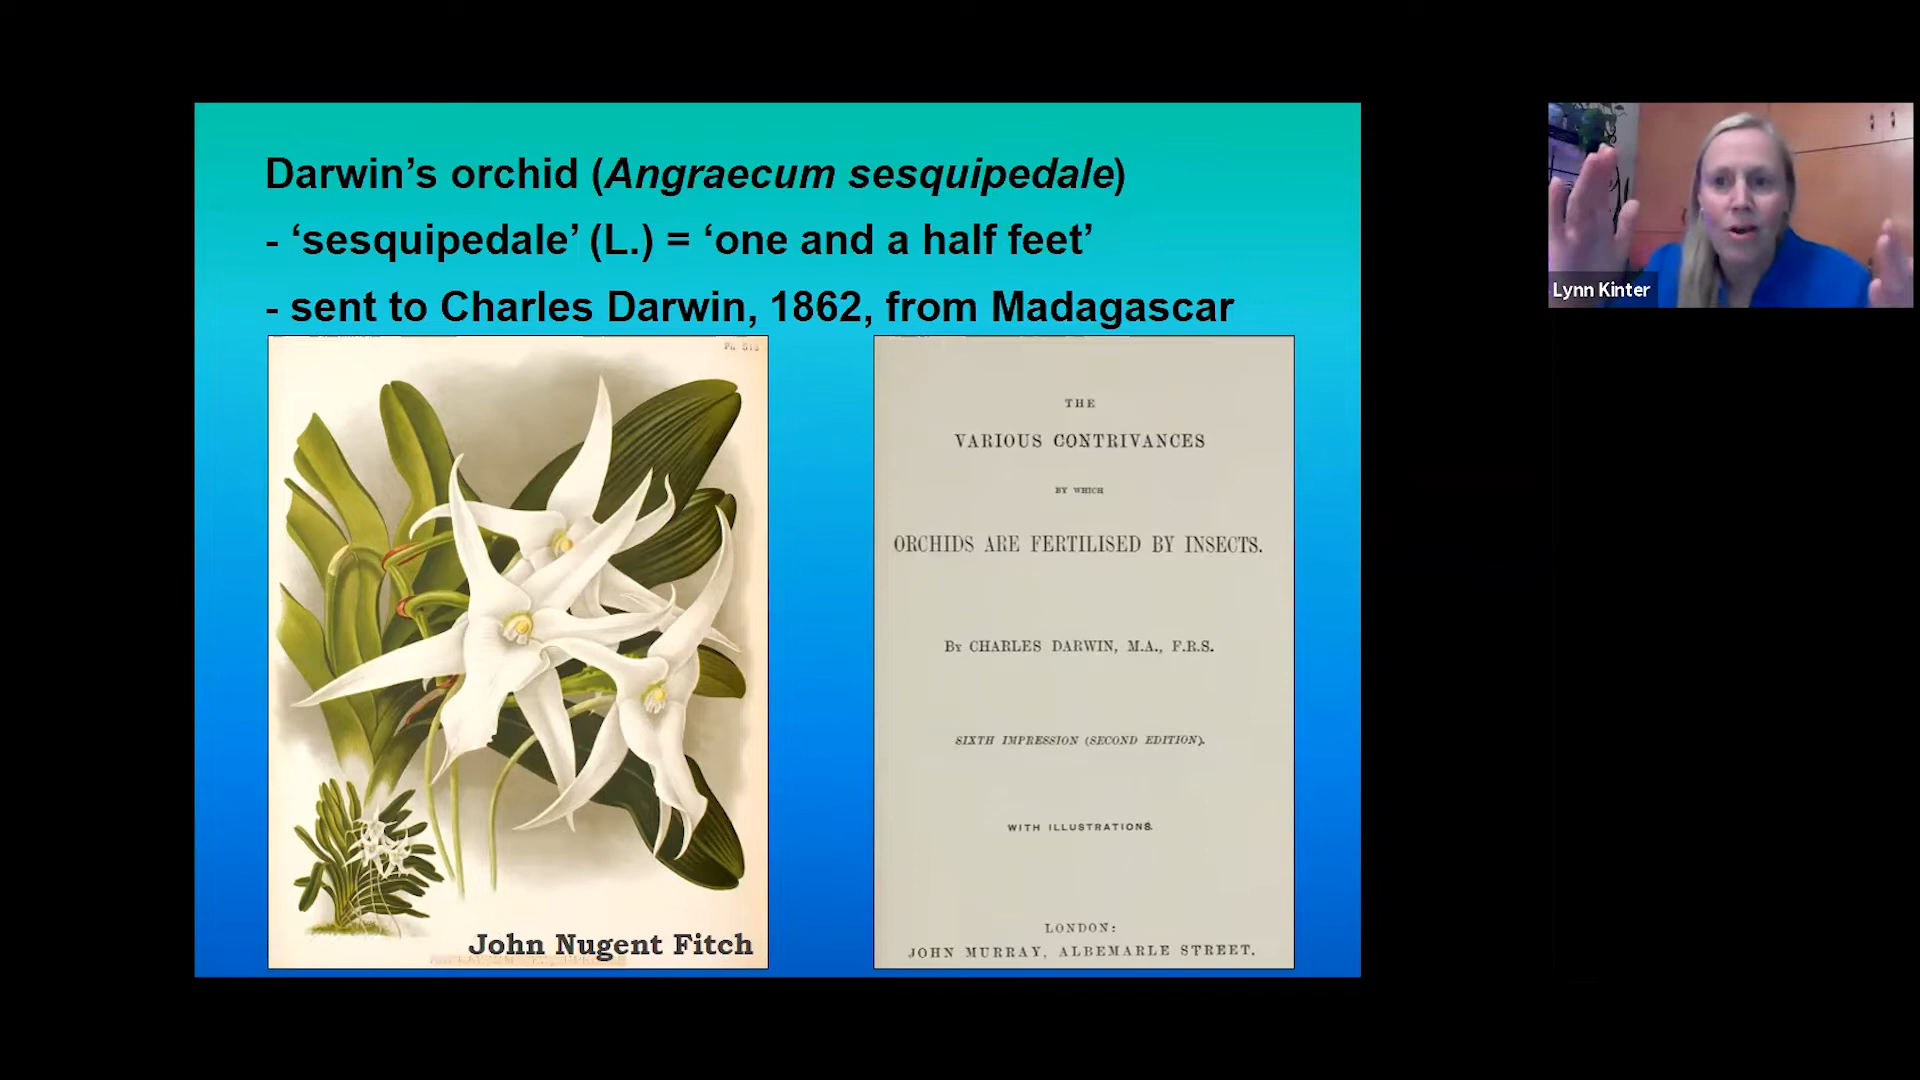 Darwin’s orchid (Angraecum sesquipedale)
- ‘sesquipedale’ (L.) = ‘one and a half feet’
- sent to Charles Darwin, 1862, from Madagascar
John Nugent Fitch
THE
VARIOUS CONTRIVANCES
BY WHICH
ORCHIDS ARE FERTILISED BY INSECTS.
By CHARLES DARWIN, M.A., F.R.S.
SIXTH IMPRESSION (SECOND EDITION).
WITH ILLUSTRATIONS.
LONDON:
JOHN MURRAY, ALBEMARLE STREET.
Lynn Kinter